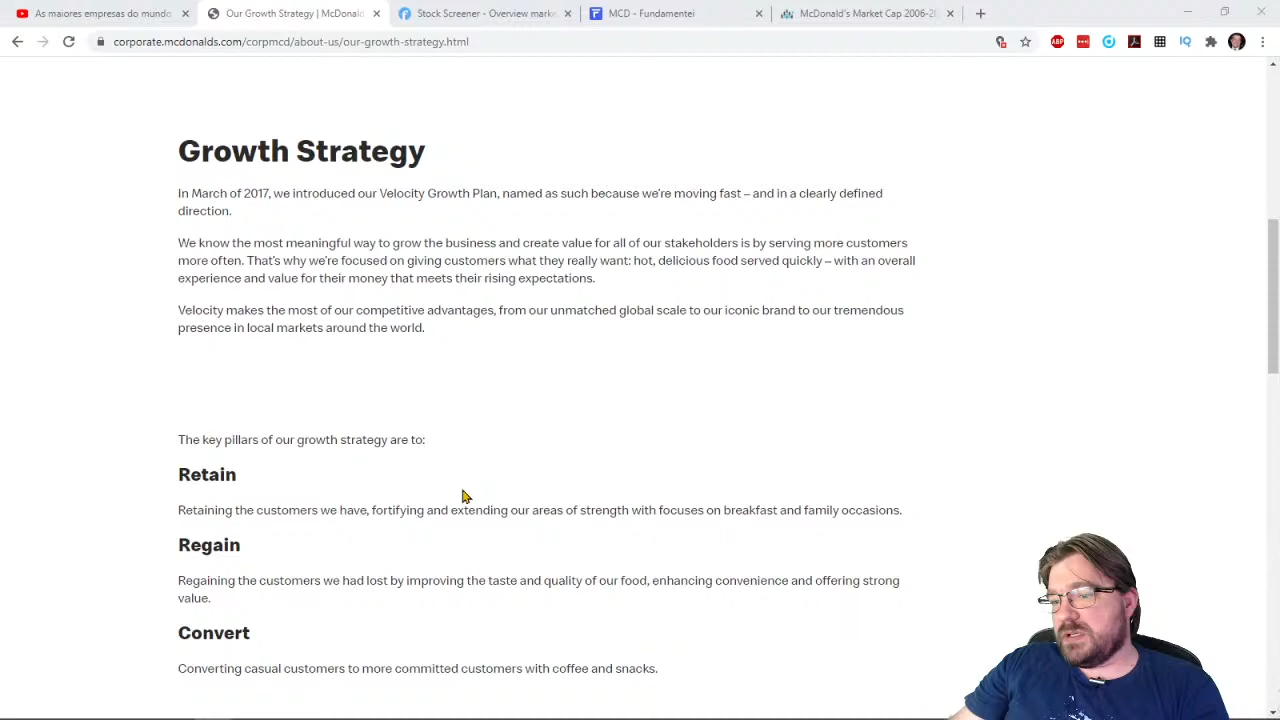 As maiores empresas do mundo
Our Growth Strategy | McDonald
Stock Screener - Overview marke
MCD - Fundamentei
McDonald's Market Cap 2006-2
corporate.mcdonalds.com/corpmcd/about-us/our-growth-strategy.html
ABP
IQ
Growth Strategy
In March of 2017, we introduced our Velocity Growth Plan, named as such because we're moving fast – and in a clearly defined
direction.
We know the most meaningful way to grow the business and create value for all of our stakeholders is by serving more customers
more often. That's why we're focused on giving customers what they really want: hot, delicious food served quickly – with an overall
experience and value for their money that meets their rising expectations.
Velocity makes the most of our competitive advantages, from our unmatched global scale to our iconic brand to our tremendous
presence in local markets around the world.
The key pillars of our growth strategy are to:
Retain
Retaining the customers we have, fortifying and extending our areas of strength with focuses on breakfast and family occasions.
Regain
Regaining the customers we had lost by improving the taste and quality of our food, enhancing convenience and offering strong
value.
Convert
Converting casual customers to more committed customers with coffee and snacks.